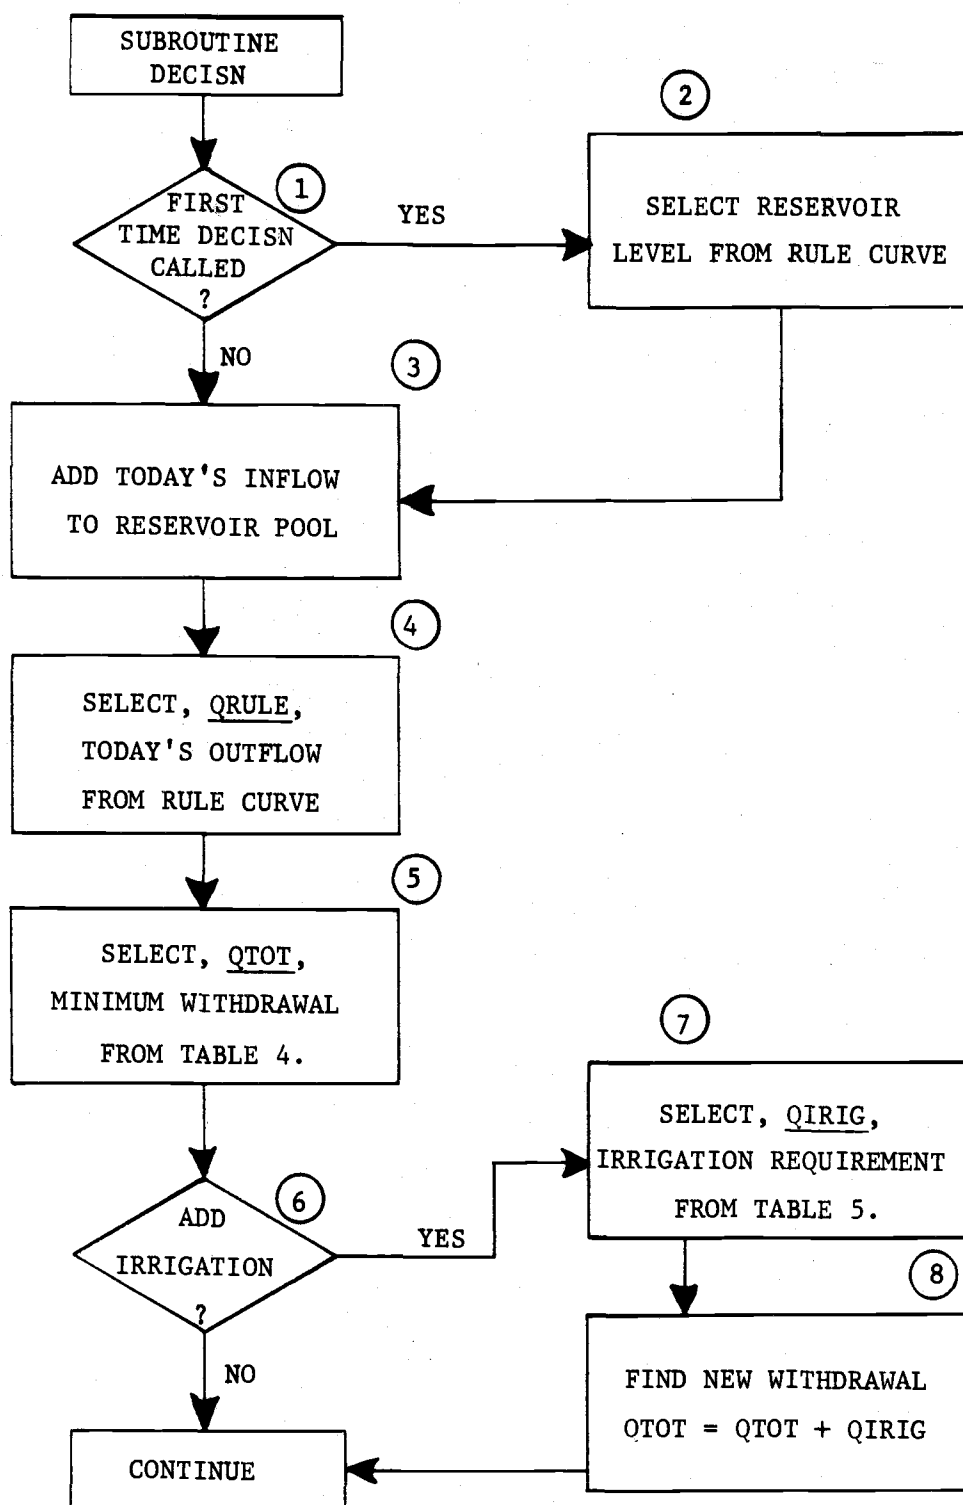 SUBROUTINE
DECISN
1
FIRST
TIME DECISN
CALLED
?
YES
2
SELECT RESERVOIR
LEVEL FROM RULE CURVE
NO
3
ADD TODAY'S INFLOW
TO RESERVOIR POOL
4
SELECT, QRULE,
TODAY'S OUTFLOW
FROM RULE CURVE
5
SELECT, QTOT,
MINIMUM WITHDRAWAL
FROM TABLE 4.
6
ADD
IRRIGATION
?
YES
7
SELECT, QIRIG,
IRRIGATION REQUIREMENT
FROM TABLE 5.
8
FIND NEW WITHDRAWAL
QTOT = QTOT + QIRIG
NO
CONTINUE